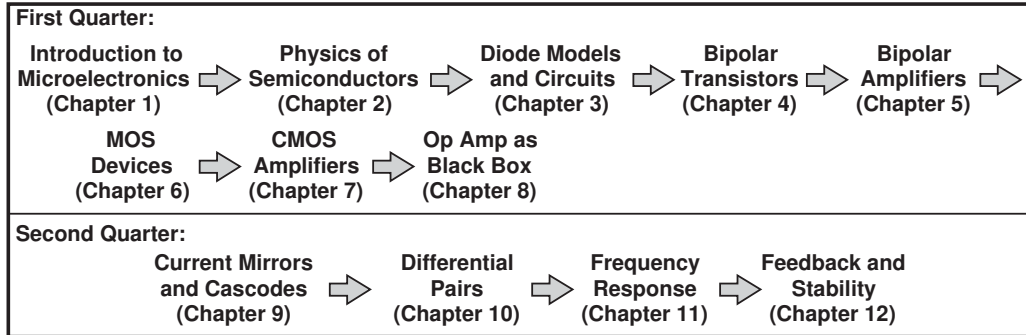 First Quarter:
Introduction to
Microelectronics
(Chapter 1)
Physics of
Semiconductors
(Chapter 2)
Diode Models
and Circuits
(Chapter 3)
Bipolar
Transistors
(Chapter 4)
Bipolar
Amplifiers
(Chapter 5)
MOS
Devices
(Chapter 6)
CMOS
Amplifiers
(Chapter 7)
Op Amp as
Black Box
(Chapter 8)
Second Quarter:
Current Mirrors
and Cascodes
(Chapter 9)
Differential
Pairs
(Chapter 10)
Frequency
Response
(Chapter 11)
Feedback and
Stability
(Chapter 12)